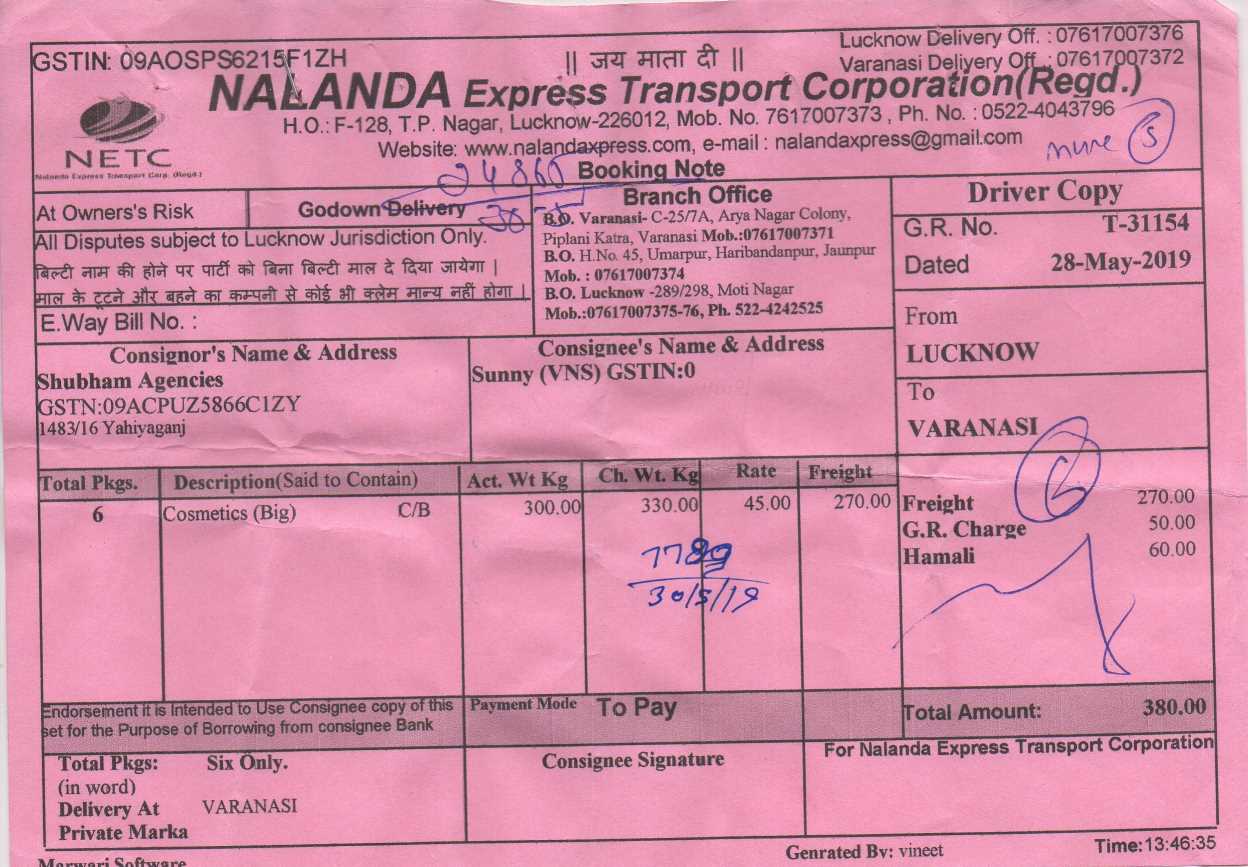 GSTIN: 09AOSPS6215F1ZH
|| जय माता दी ||
Lucknow Delivery Off. : 07617007376
Varanasi Delivery Off. : 07617007372
NALANDA Express Transport Corporation(Regd.)
H.O.: F-128, T.P. Nagar, Lucknow-226012, Mob. No. 7617007373 , Ph. No. : 0522-4043796
Website: www.nalandaxpress.com, e-mail : nalandaxpress@gmail.com
NETC
Nalanda Express Transport Corp. (Regd.)
Booking Note
24860
At Owners's Risk
Godown Delivery
All Disputes subject to Lucknow Jurisdiction Only.
बिल्टी नाम की होने पर पार्टी को बिना बिल्टी माल दे दिया जायेगा |
माल के टूटने और बहने का कम्पनी से कोई भी क्लेम मान्य नहीं होगा |
E.Way Bill No. :
Branch Office
B.O. Varanasi- C-25/7A, Arya Nagar Colony,
Piplani Katra, Varanasi Mob.:07617007371
B.O. H.No. 45, Umarpur, Haribandanpur, Jaunpur
Mob. : 07617007374
B.O. Lucknow -289/298, Moti Nagar
Mob.:07617007375-76, Ph. 522-4242525
Driver Copy
G.R. No. T-31154
Dated 28-May-2019
From
LUCKNOW
To
VARANASI
Consignor's Name & Address
Shubham Agencies
GSTN:09ACPUZ5866C1ZY
1483/16 Yahiyaganj
Consignee's Name & Address
Sunny (VNS) GSTIN:0
Total Pkgs. Description(Said to Contain) Act. Wt Kg Ch. Wt. Kg Rate Freight
6 Cosmetics (Big) C/B 300.00 330.00 45.00 270.00
7789
30/5/19
Freight 270.00
G.R. Charge 50.00
Hamali 60.00
Endorsement it is Intended to Use Consignee copy of this
set for the Purpose of Borrowing from consignee Bank
Payment Mode To Pay
Total Amount: 380.00
Total Pkgs: Six Only.
(in word)
Delivery At VARANASI
Private Marka
Consignee Signature
For Nalanda Express Transport Corporation
Marwari Software
Genrated By: vineet
Time:13:46:35